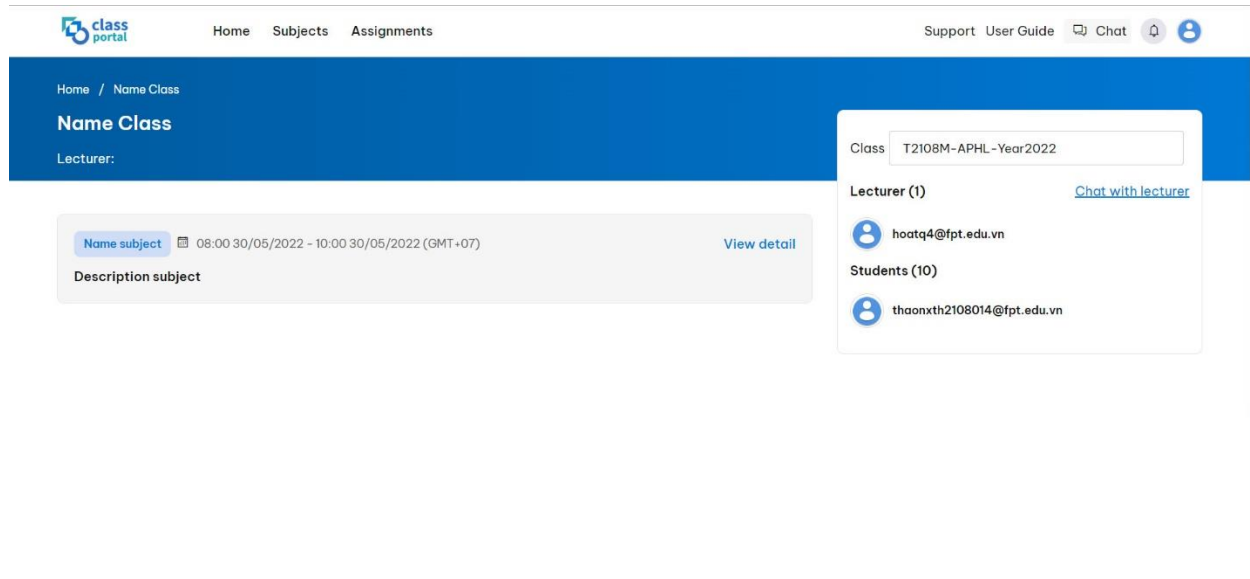 class
portal
Home Subjects Assignments
Support User Guide Chat
Home / Name Class
Name Class
Lecturer:
Class T2108M-APHL-Year2022
Lecturer (1) Chat with lecturer
hoatq4@fpt.edu.vn
Students (10)
thaonxth2108014@fpt.edu.vn
Name subject 08:00 30/05/2022 - 10:00 30/05/2022 (GMT+07) View detail
Description subject